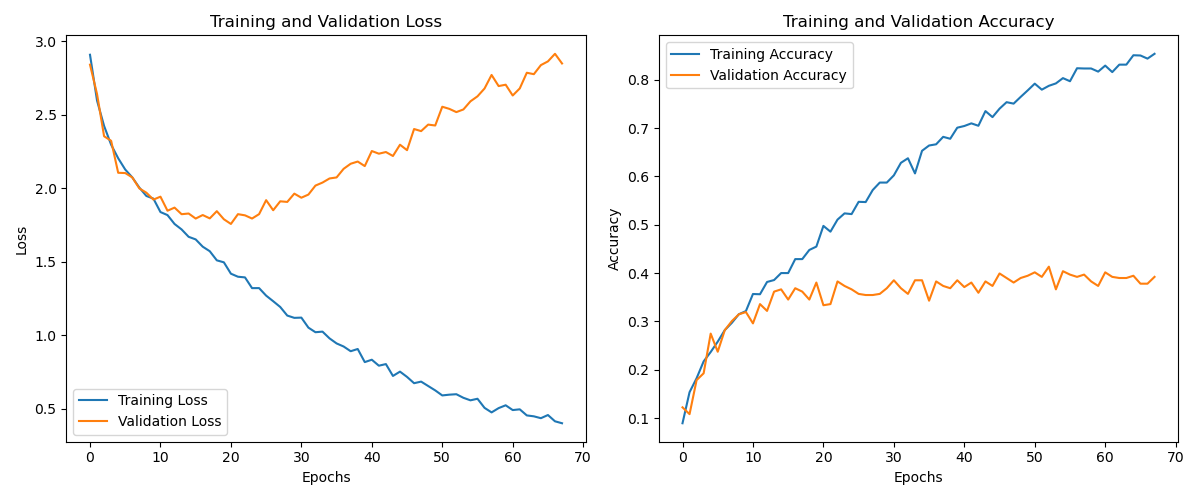 Training and Validation Loss
3.0
2.5
2.0
1.5
1.0
0.5
Loss
Training Loss
Validation Loss
0 10 20 30 40 50 60 70
Epochs
Training and Validation Accuracy
Training Accuracy
Validation Accuracy
0.8
0.7
0.6
0.5
0.4
0.3
0.2
0.1
Accuracy
0 10 20 30 40 50 60 70
Epochs